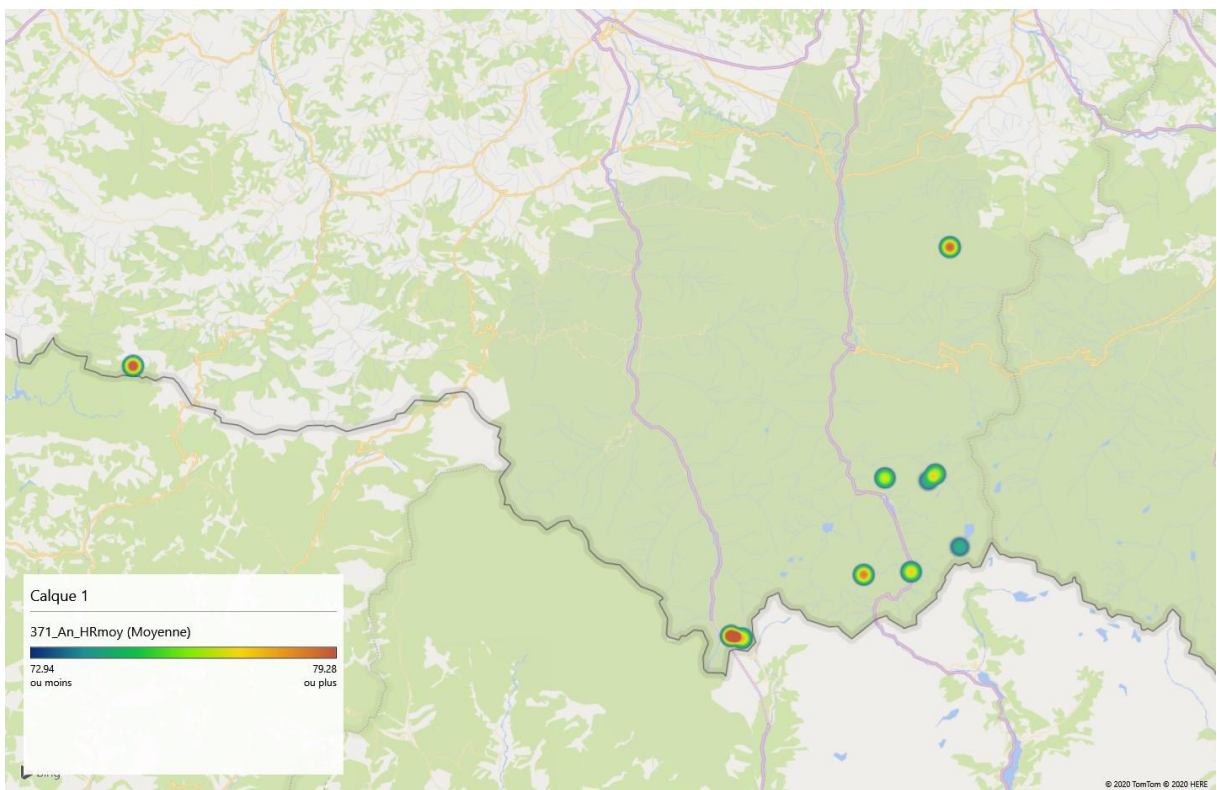 Calque 1
371_An_HRmoy (Moyenne)
72.94 79.28
ou moins ou plus
© 2020 TomTom © 2020 HERE